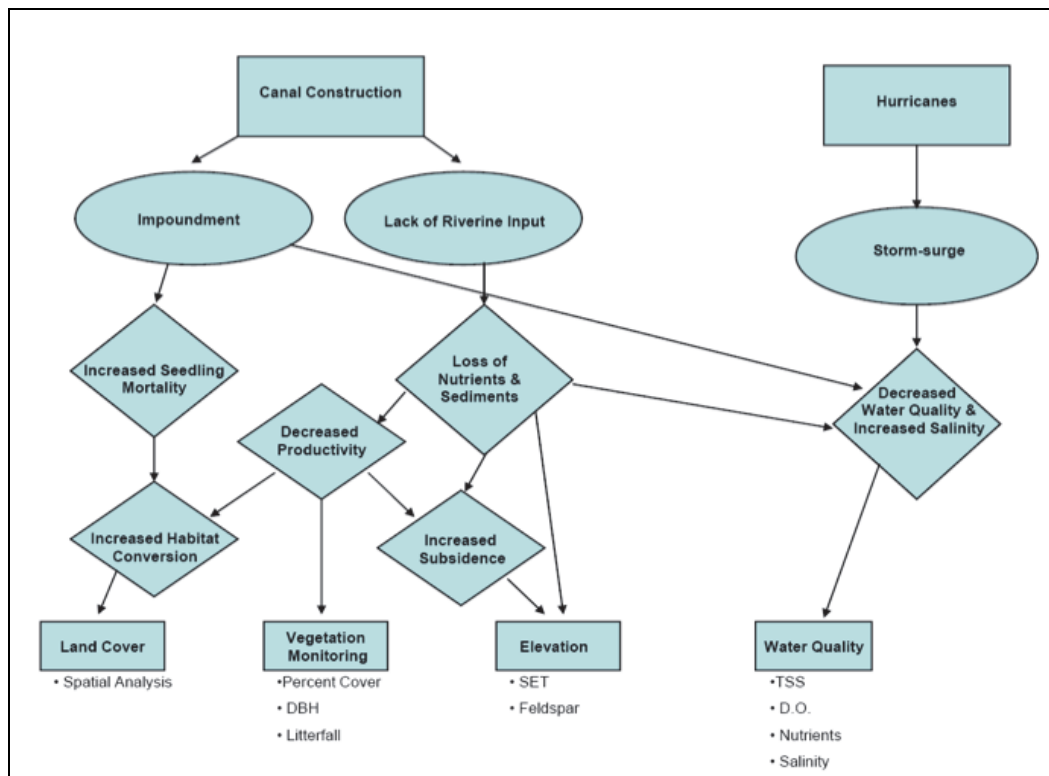 Canal Construction
Hurricanes
Impoundment
Lack of Riverine Input
Storm-surge
Increased Seedling
Mortality
Loss of
Nutrients &
Sediments
Decreased
Water Quality &
Increased Salinity
Decreased
Productivity
Increased Habitat
Conversion
Increased
Subsidence
Land Cover
• Spatial Analysis
Vegetation
Monitoring
•Percent Cover
• DBH
• Litterfall
Elevation
• SET
• Feldspar
Water Quality
•TSS
• D.O.
• Nutrients
• Salinity